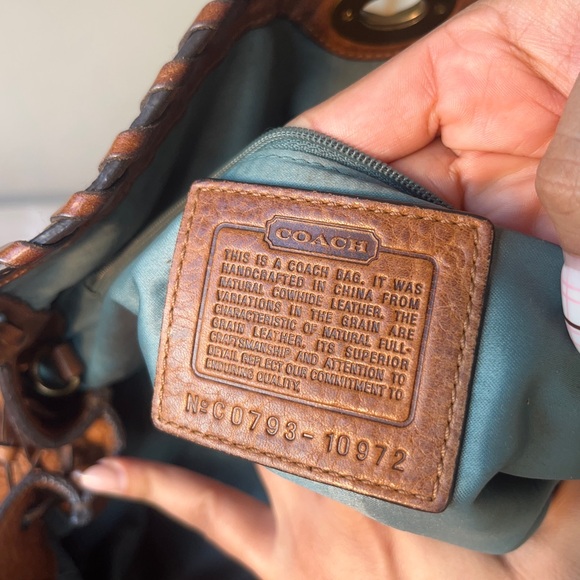 COACH
THIS IS A COACH BAG. IT WAS
HANDCRAFTED IN CHINA FROM
NATURAL COWHIDE LEATHER. THE
VARIATIONS IN THE GRAIN ARE
CHARACTERISTIC OF NATURAL FULL-
GRAIN LEATHER. ITS SUPERIOR
CRAFTSMANSHIP AND ATTENTION TO
DETAIL REFLECT OUR COMMITMENT TO
ENDURING QUALITY.
NºC0793-10972